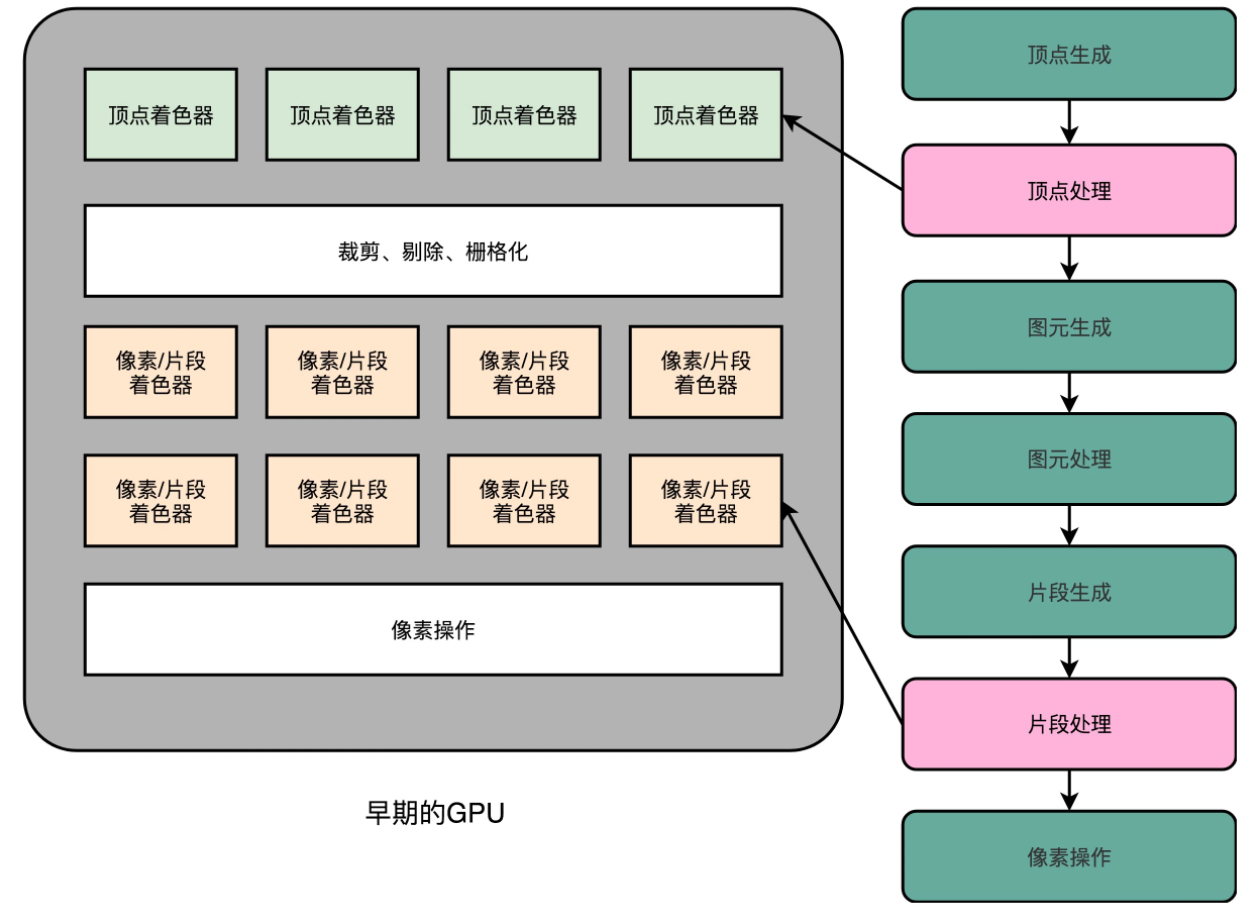 顶点着色器
顶点着色器
顶点着色器
顶点着色器
裁剪、剔除、栅格化
像素/片段
着色器
像素/片段
着色器
像素/片段
着色器
像素/片段
着色器
像素/片段
着色器
像素/片段
着色器
像素/片段
着色器
像素/片段
着色器
像素操作
早期的GPU
顶点生成
顶点处理
图元生成
图元处理
片段生成
片段处理
像素操作